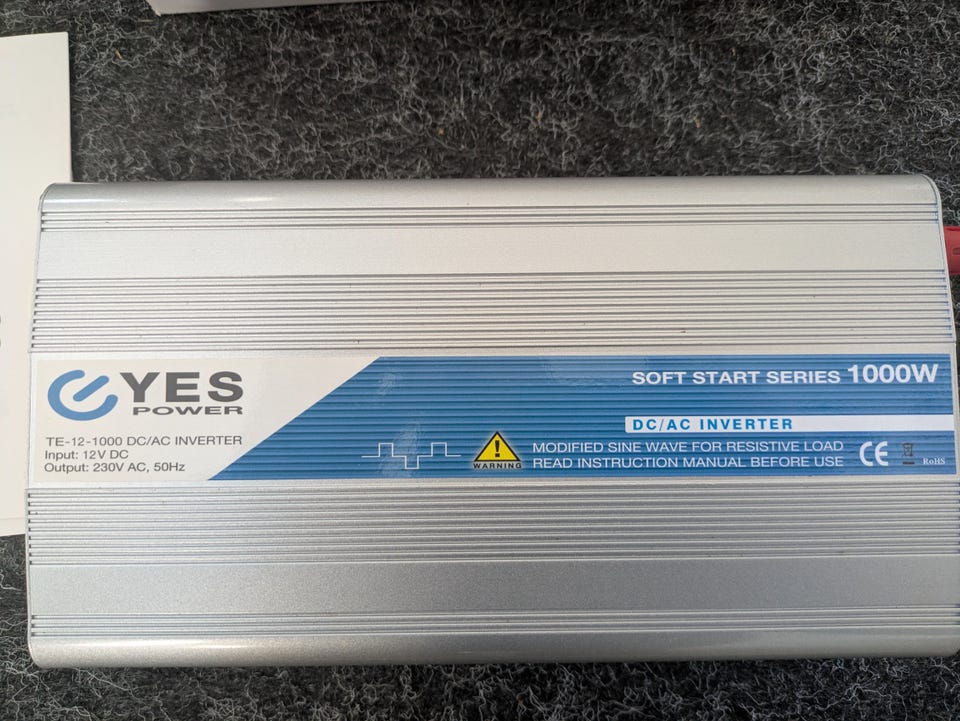 YES
POWER
TE-12-1000 DC/AC INVERTER
Input: 12V DC
Output: 230V AC, 50Hz
SOFT START SERIES 1000W
DC/AC INVERTER
WARNING
MODIFIED SINE WAVE FOR RESISTIVE LOAD
READ INSTRUCTION MANUAL BEFORE USE
CE
RoHS